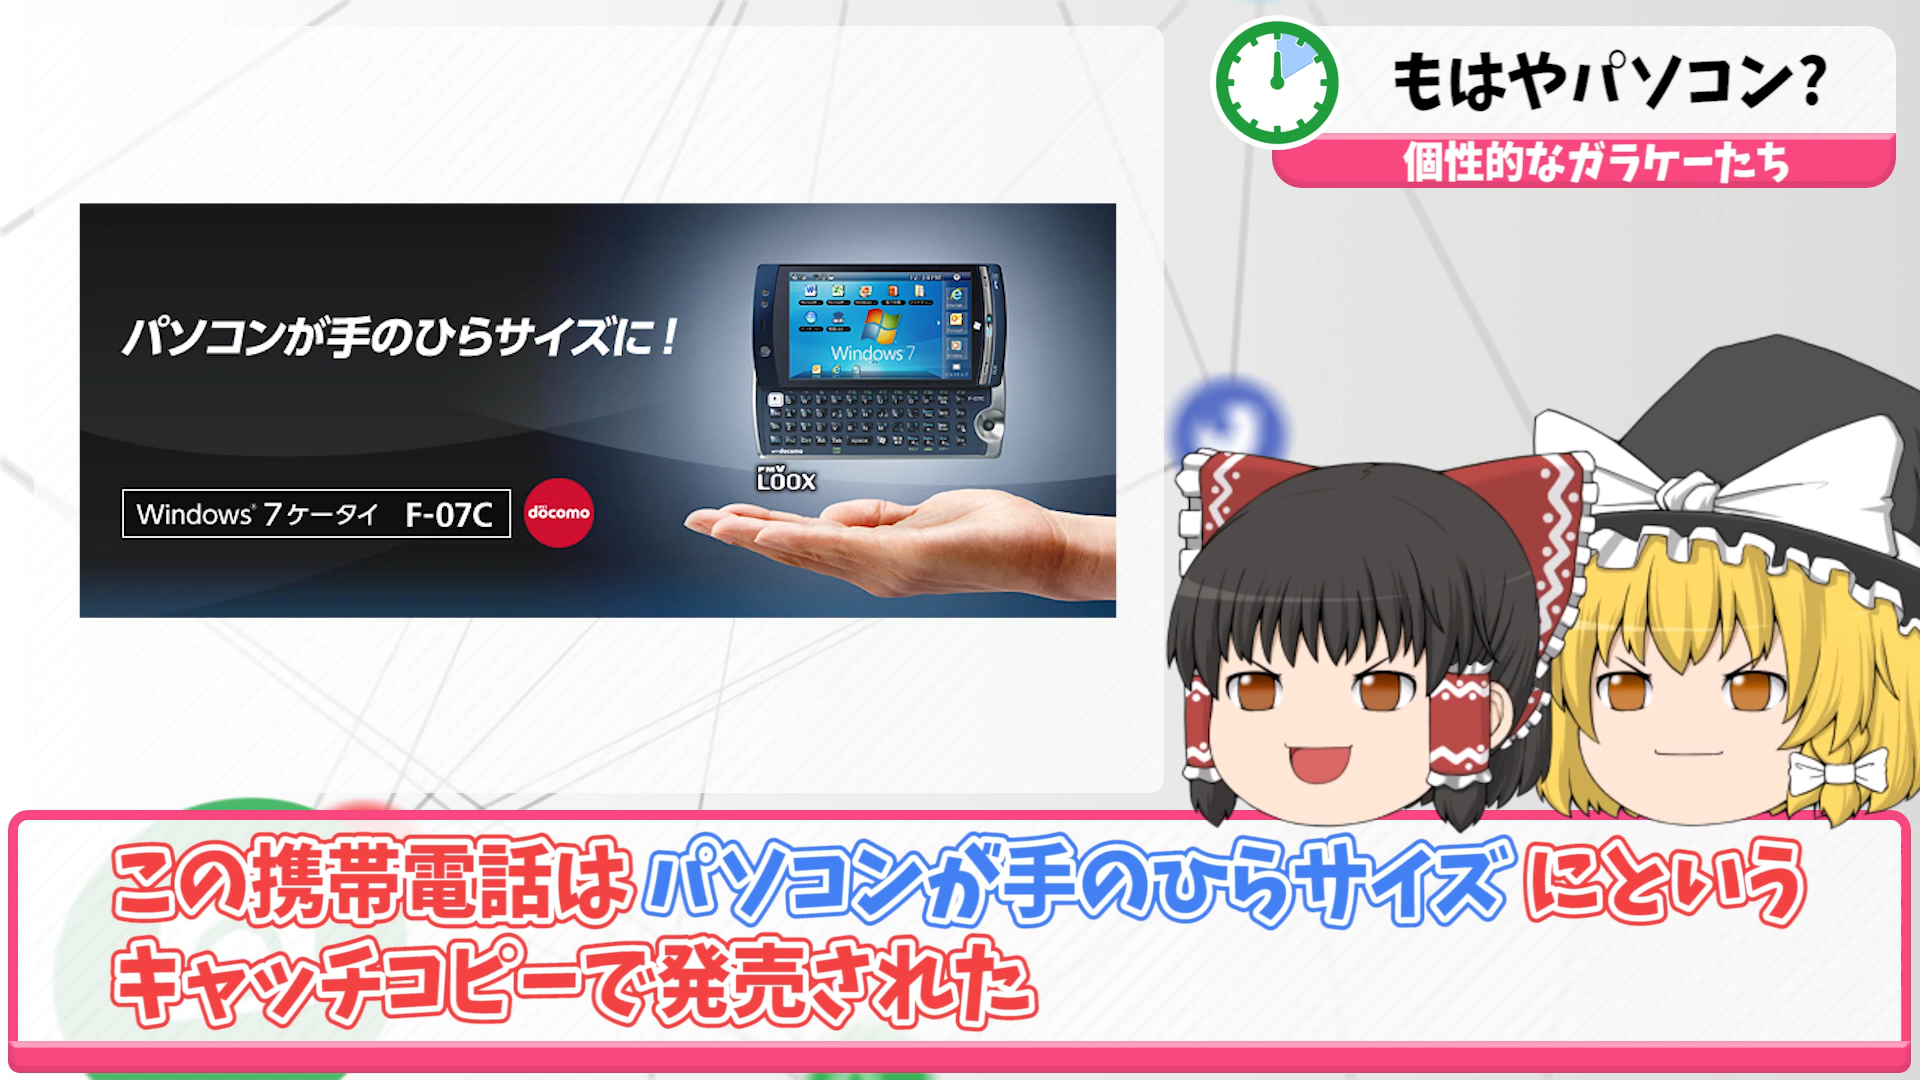 もはやパソコン?
個性的なガラケーたち
パソコンが手のひらサイズに!
Windows 7
F-07C
FMV
LOOX
Windows® 7ケータイ F-07C
docomo
この携帯電話はパソコンが手のひらサイズにという
キャッチコピーで発売された